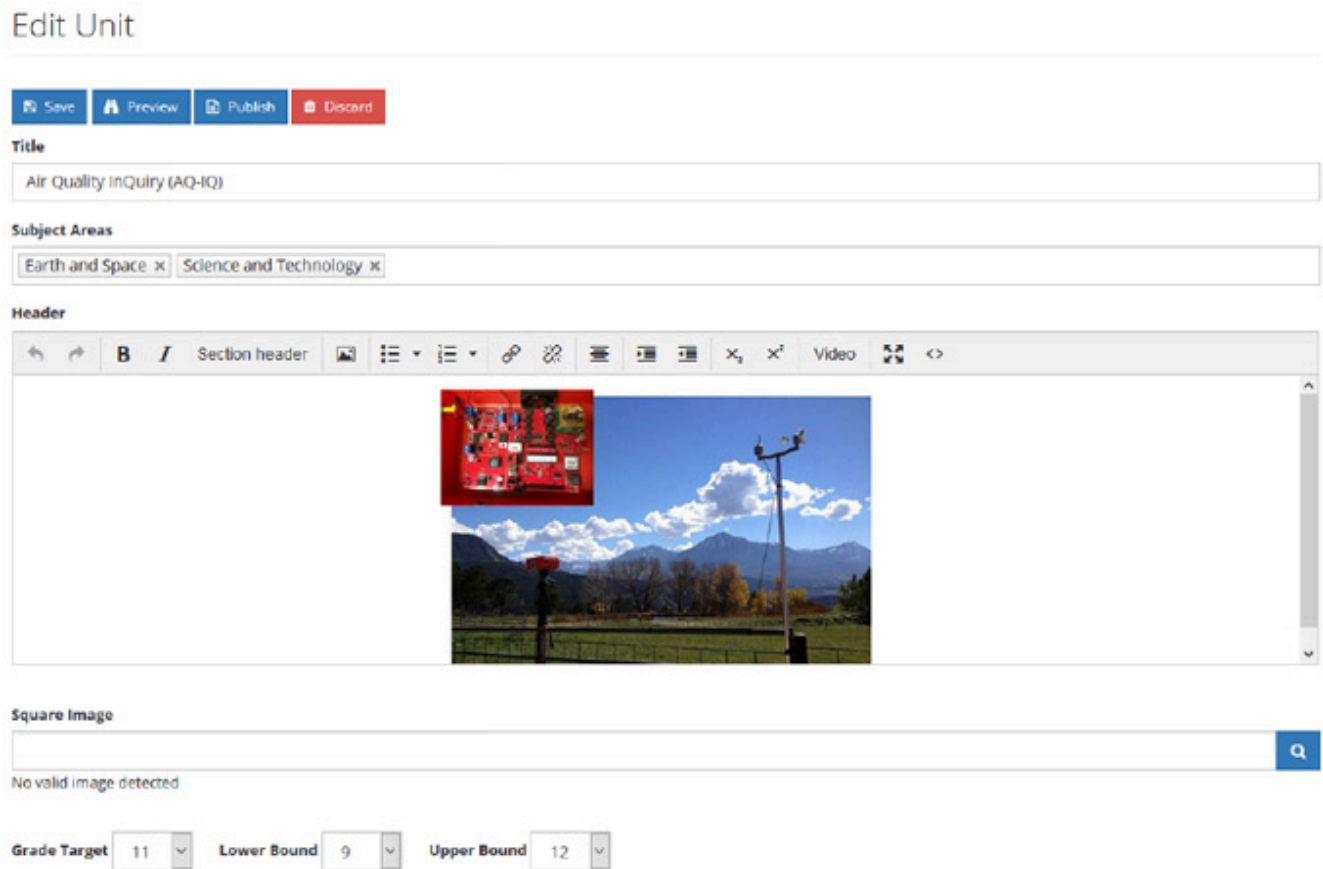 Edit Unit
Save Preview Publish Discard
Title
Air Quality InQuiry (AQ-IQ)
Subject Areas
Earth and Space × Science and Technology ×
Header
B I Section header X₂ X² Video <>
Square Image
No valid image detected
Grade Target 11 Lower Bound 9 Upper Bound 12